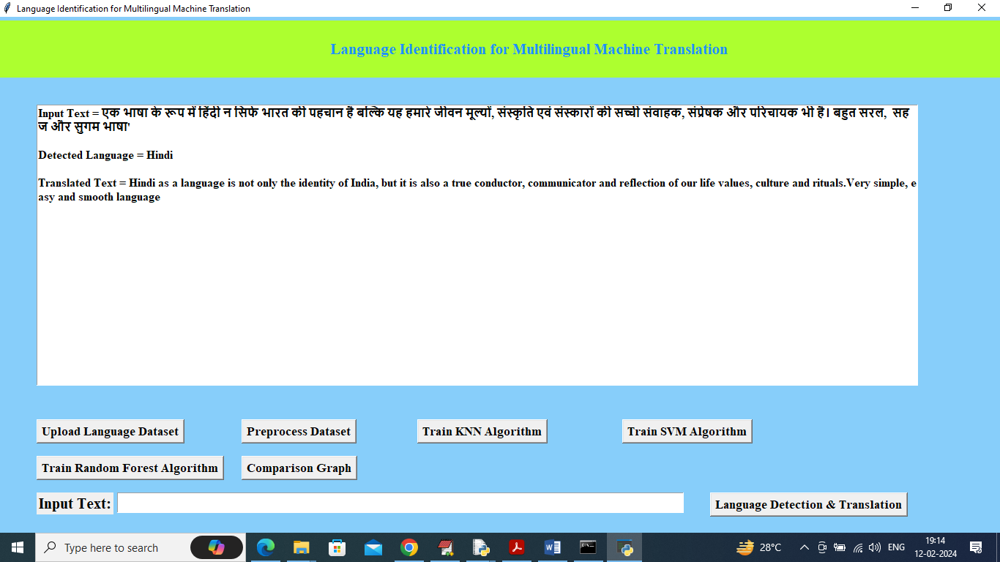 Language Identification for Multilingual Machine Translation
Language Identification for Multilingual Machine Translation
Input Text = एक भाषा के रूप में हिंदी न सिर्फ भारत की पहचान है बल्कि यह हमारे जीवन मूल्यों, संस्कृति एवं संस्कारों की सच्ची संवाहक, संप्रेषक और परिचायक भी है। बहुत सरल,  सह
ज और सुगम भाषा'
Detected Language = Hindi
Translated Text = Hindi as a language is not only the identity of India, but it is also a true conductor, communicator and reflection of our life values, culture and rituals.Very simple, e
asy and smooth language
Upload Language Dataset
Preprocess Dataset
Train KNN Algorithm
Train SVM Algorithm
Train Random Forest Algorithm
Comparison Graph
Input Text:
Language Detection & Translation
Type here to search
28°C
ENG
19:14
12-02-2024